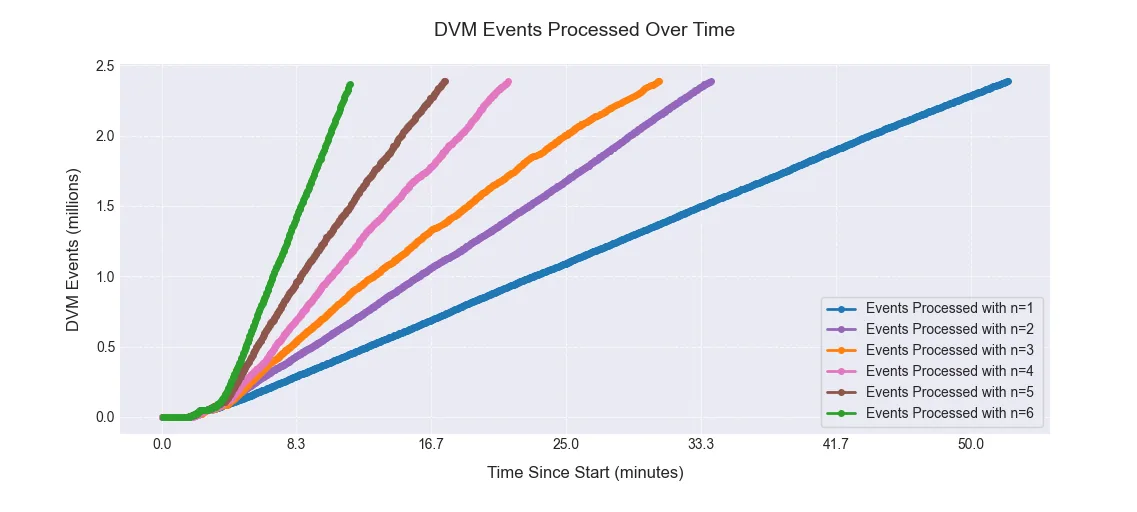 DVM Events Processed Over Time
DVM Events (millions)
2.5
2.0
1.5
1.0
0.5
0.0
0.0 8.3 16.7 25.0 33.3 41.7 50.0
Time Since Start (minutes)
Events Processed with n=1
Events Processed with n=2
Events Processed with n=3
Events Processed with n=4
Events Processed with n=5
Events Processed with n=6